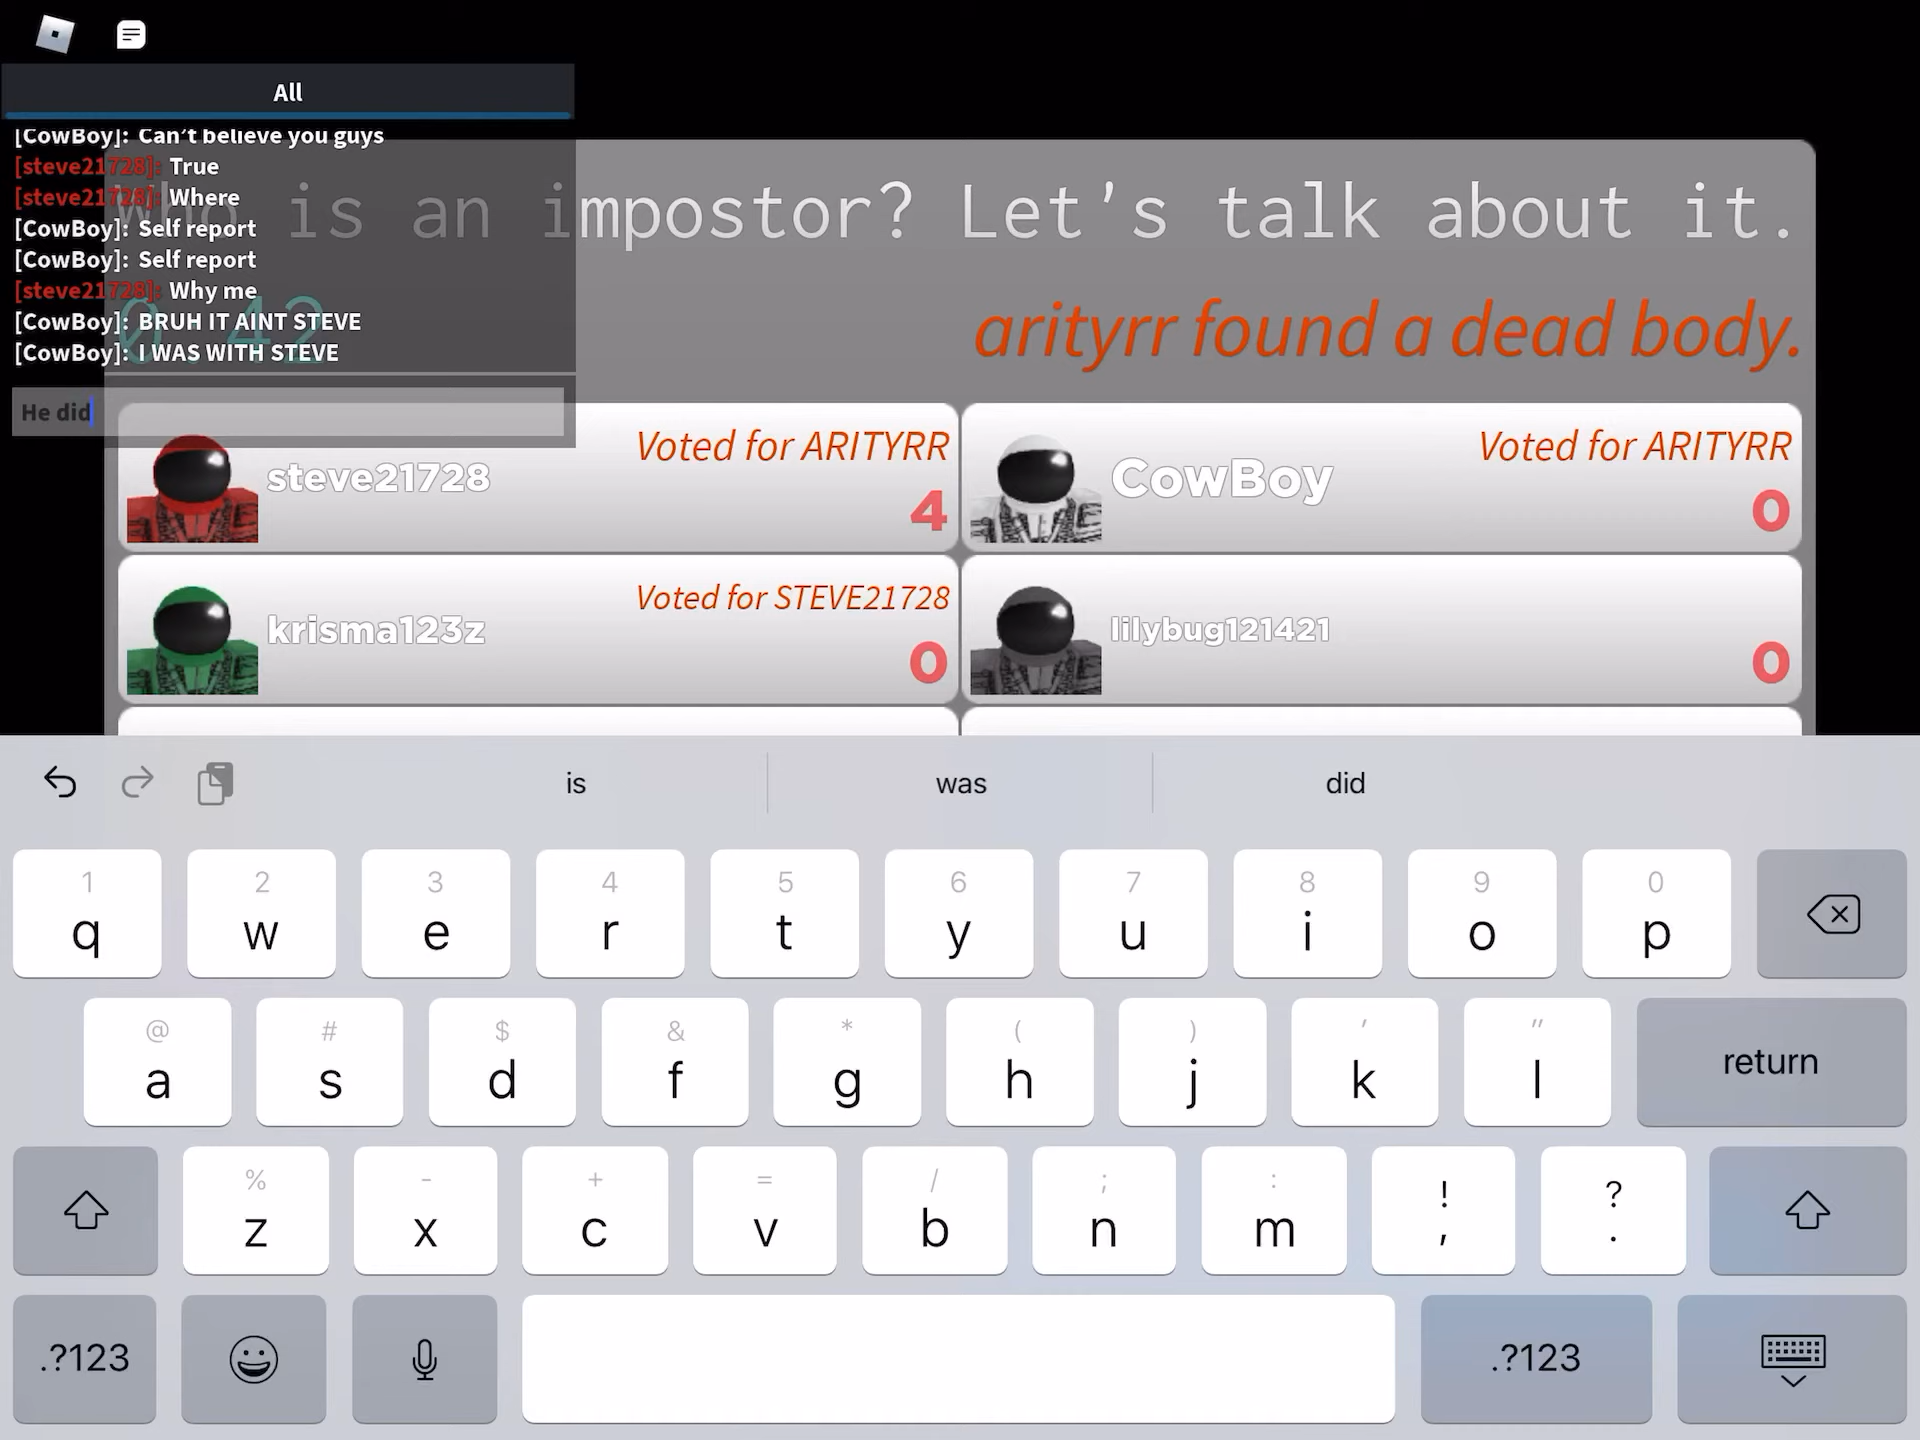 All
[CowBoy]: Can't believe you guys
[steve21728]: True
[steve21728]: Where
[CowBoy]: Self report
[CowBoy]: Self report
[steve21728]: Why me
[CowBoy]: BRUH IT AINT STEVE
[CowBoy]: I WAS WITH STEVE
He did
Who is an impostor? Let's talk about it.
0:42
arityrr found a dead body.
steve21728
Voted for ARITYRR
4
CowBoy
Voted for ARITYRR
0
krisma123z
Voted for STEVE21728
0
lilybug121421
0
is was did
1 2 3 4 5 6 7 8 9 0
q w e r t y u i o p
@ # $ & * ( ) ' "
a s d f g h j k l return
% - + = / ; : ! ?
z x c v b n m , .
.?123 .?123